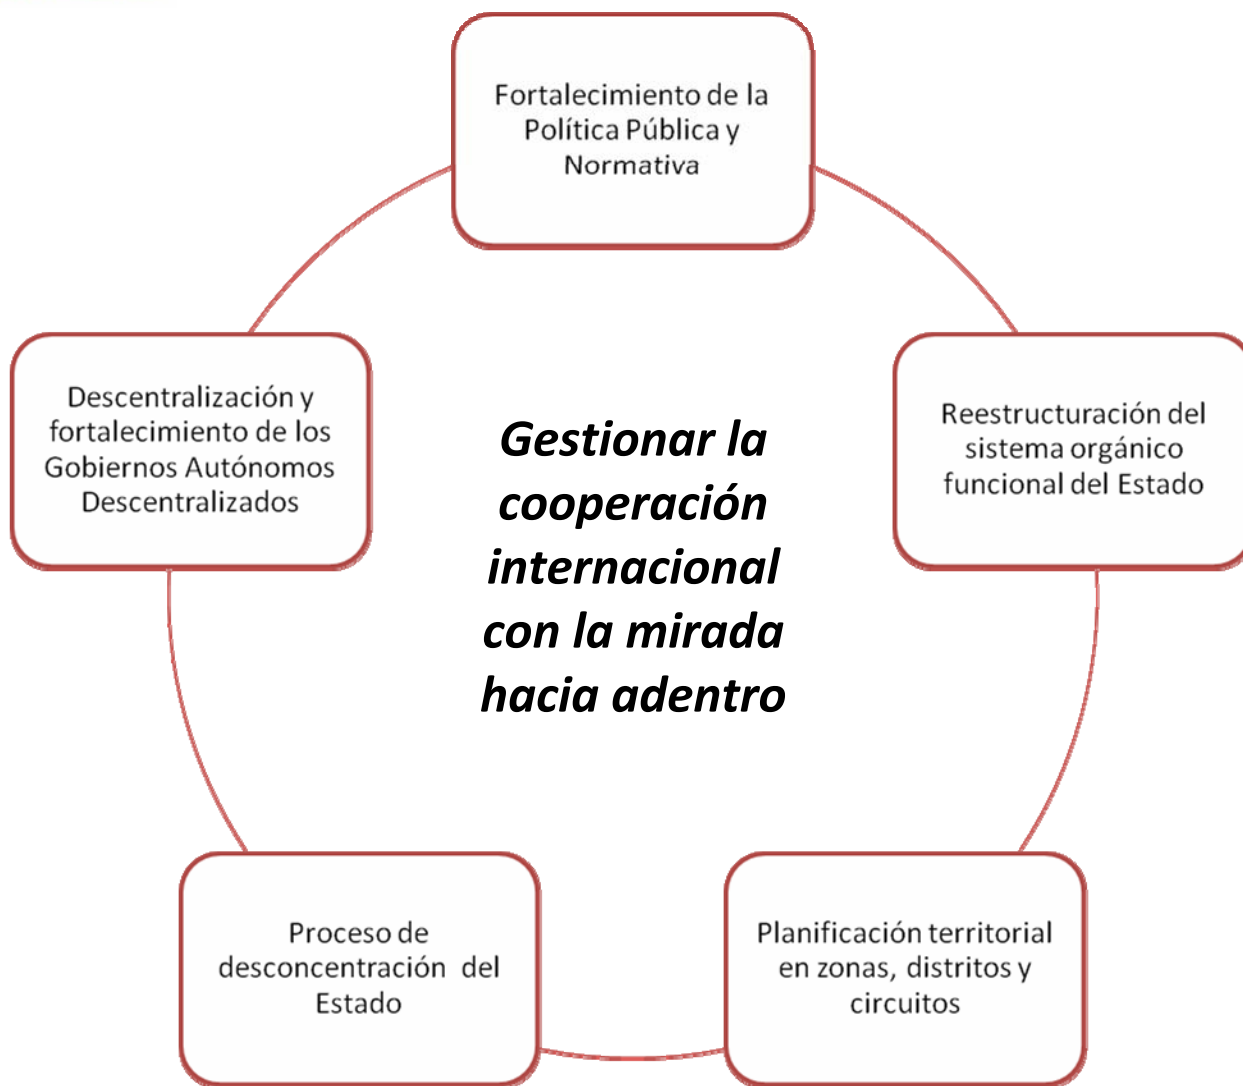 Fortalecimiento de la
Política Pública y
Normativa
Descentralización y
fortalecimiento de los
Gobiernos Autónomos
Descentralizados
Gestionar la
cooperación
internacional
con la mirada
hacia adentro
Reestructuración del
sistema orgánico
funcional del Estado
Proceso de
desconcentración del
Estado
Planificación territorial
en zonas, distritos y
circuitos